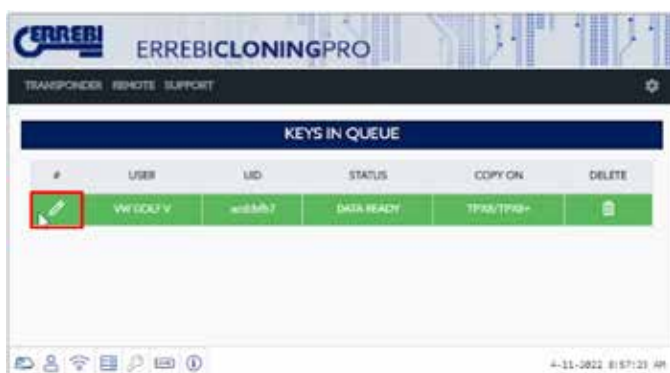 ERREBI
ERREBICLONINGPRO
TRANSPONDER REMOTE SUPPORT
KEYS IN QUEUE
# USER UID STATUS COPY ON DELETE
VW GOLF V DATA READY TPX8/TPX8+